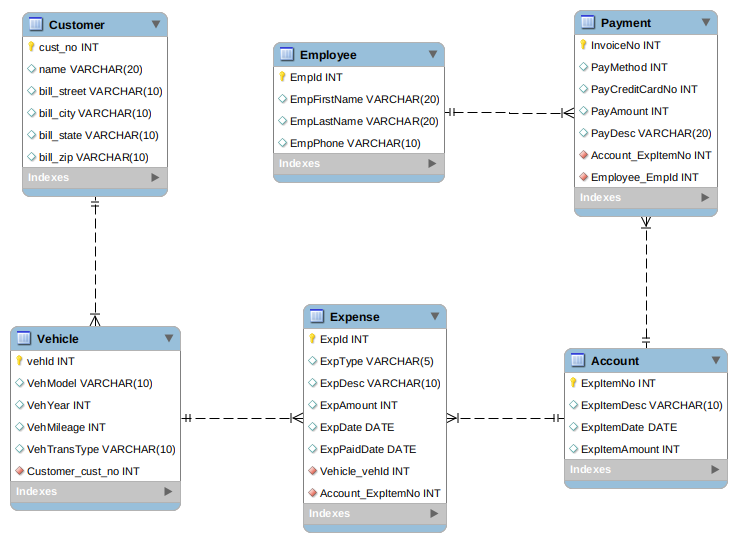 Customer
cust_no INT
name VARCHAR(20)
bill_street VARCHAR(10)
bill_city VARCHAR(10)
bill_state VARCHAR(10)
bill_zip VARCHAR(10)
Indexes
Employee
EmpId INT
EmpFirstName VARCHAR(20)
EmpLastName VARCHAR(20)
EmpPhone VARCHAR(10)
Indexes
Payment
InvoiceNo INT
PayMethod INT
PayCreditCardNo INT
PayAmount INT
PayDesc VARCHAR(20)
Account_ExpItemNo INT
Employee_EmpId INT
Indexes
Vehicle
vehId INT
VehModel VARCHAR(10)
VehYear INT
VehMileage INT
VehTransType VARCHAR(10)
Customer_cust_no INT
Indexes
Expense
ExpId INT
ExpType VARCHAR(5)
ExpDesc VARCHAR(10)
ExpAmount INT
ExpDate DATE
ExpPaidDate DATE
Vehicle_vehId INT
Account_ExpItemNo INT
Indexes
Account
ExpItemNo INT
ExpItemDesc VARCHAR(10)
ExpItemDate DATE
ExpItemAmount INT
Indexes